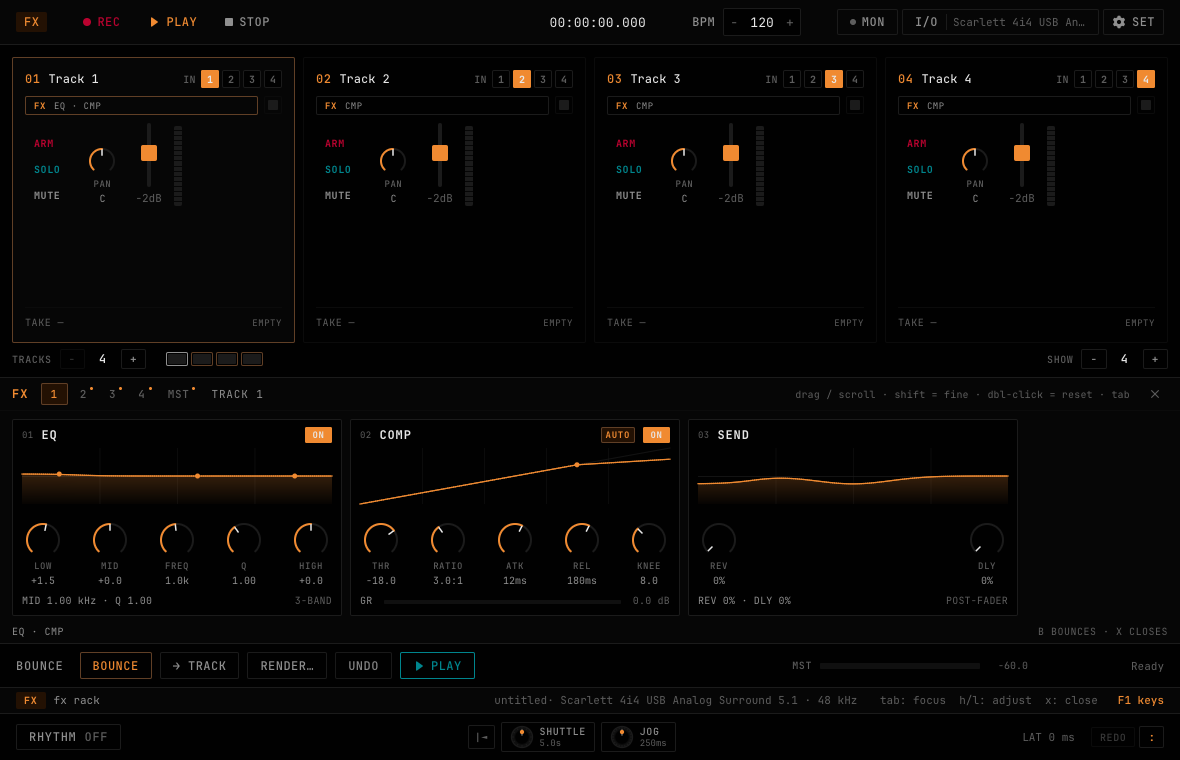 FX REC PLAY STOP 00:00:00.000 BPM - 120 + MON I/O Scarlett 4i4 USB An… SET
01 Track 1 IN 1 2 3 4
FX EQ · CMP
ARM
SOLO
MUTE
PAN
C
-2dB
TAKE — EMPTY
02 Track 2 IN 1 2 3 4
FX CMP
ARM
SOLO
MUTE
PAN
C
-2dB
TAKE — EMPTY
03 Track 3 IN 1 2 3 4
FX CMP
ARM
SOLO
MUTE
PAN
C
-2dB
TAKE — EMPTY
04 Track 4 IN 1 2 3 4
FX CMP
ARM
SOLO
MUTE
PAN
C
-2dB
TAKE — EMPTY
TRACKS - 4 + SHOW - 4 +
FX 1 2 3 4 MST TRACK 1 drag / scroll · shift = fine · dbl-click = reset · tab
01 EQ ON
LOW MID FREQ Q HIGH
+1.5 +0.0 1.0k 1.00 +0.0
MID 1.00 kHz · Q 1.00 3-BAND
02 COMP AUTO ON
THR RATIO ATK REL KNEE
-18.0 3.0:1 12ms 180ms 8.0
GR 0.0 dB
03 SEND
REV DLY
0% 0%
REV 0% · DLY 0% POST-FADER
EQ · CMP B BOUNCES · X CLOSES
BOUNCE BOUNCE → TRACK RENDER… UNDO PLAY MST -60.0 Ready
FX fx rack untitled· Scarlett 4i4 USB Analog Surround 5.1 · 48 kHz tab: focus h/l: adjust x: close F1 keys
RHYTHM OFF SHUTTLE JOG LAT 0 ms REDO :
5.0s 250ms